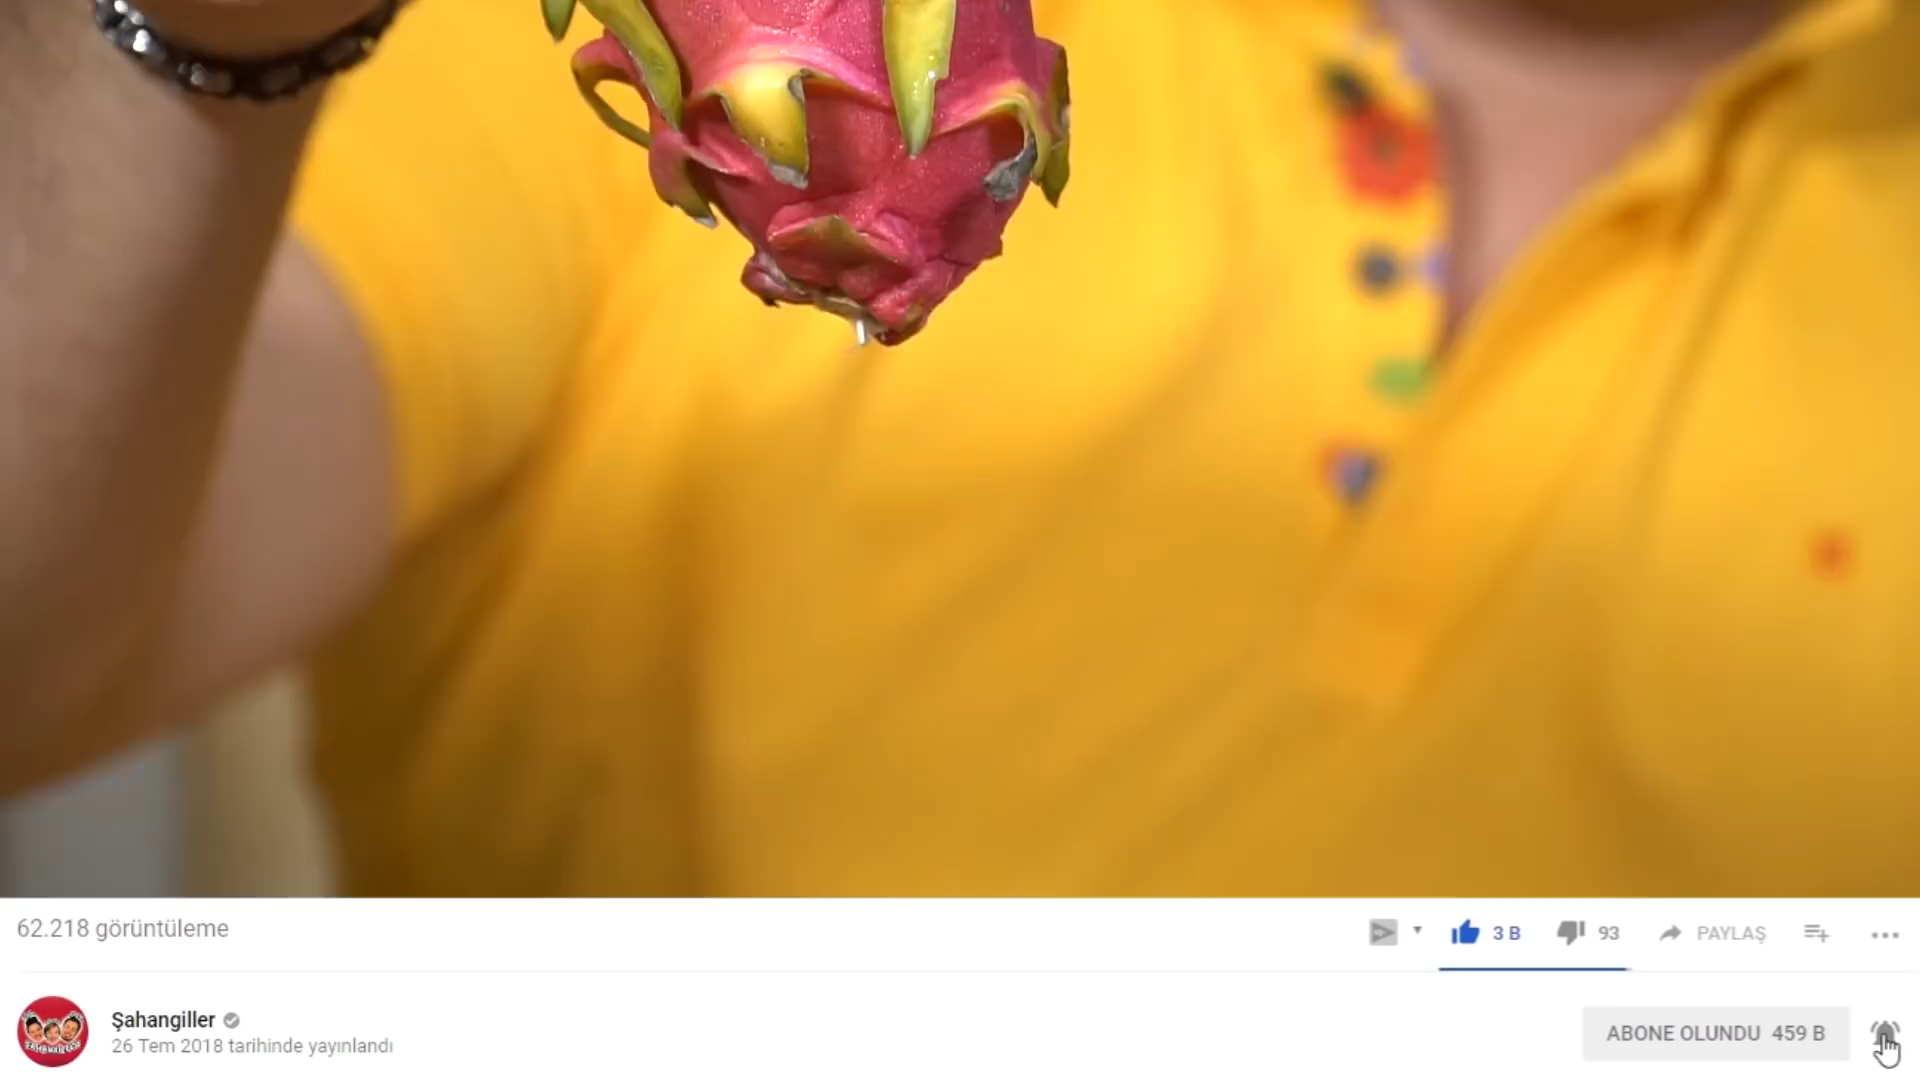 62.218 görüntüleme
3 B
93
PAYLAŞ
Şahangiller
26 Tem 2018 tarihinde yayınlandı
ABONE OLUNDU 459 B